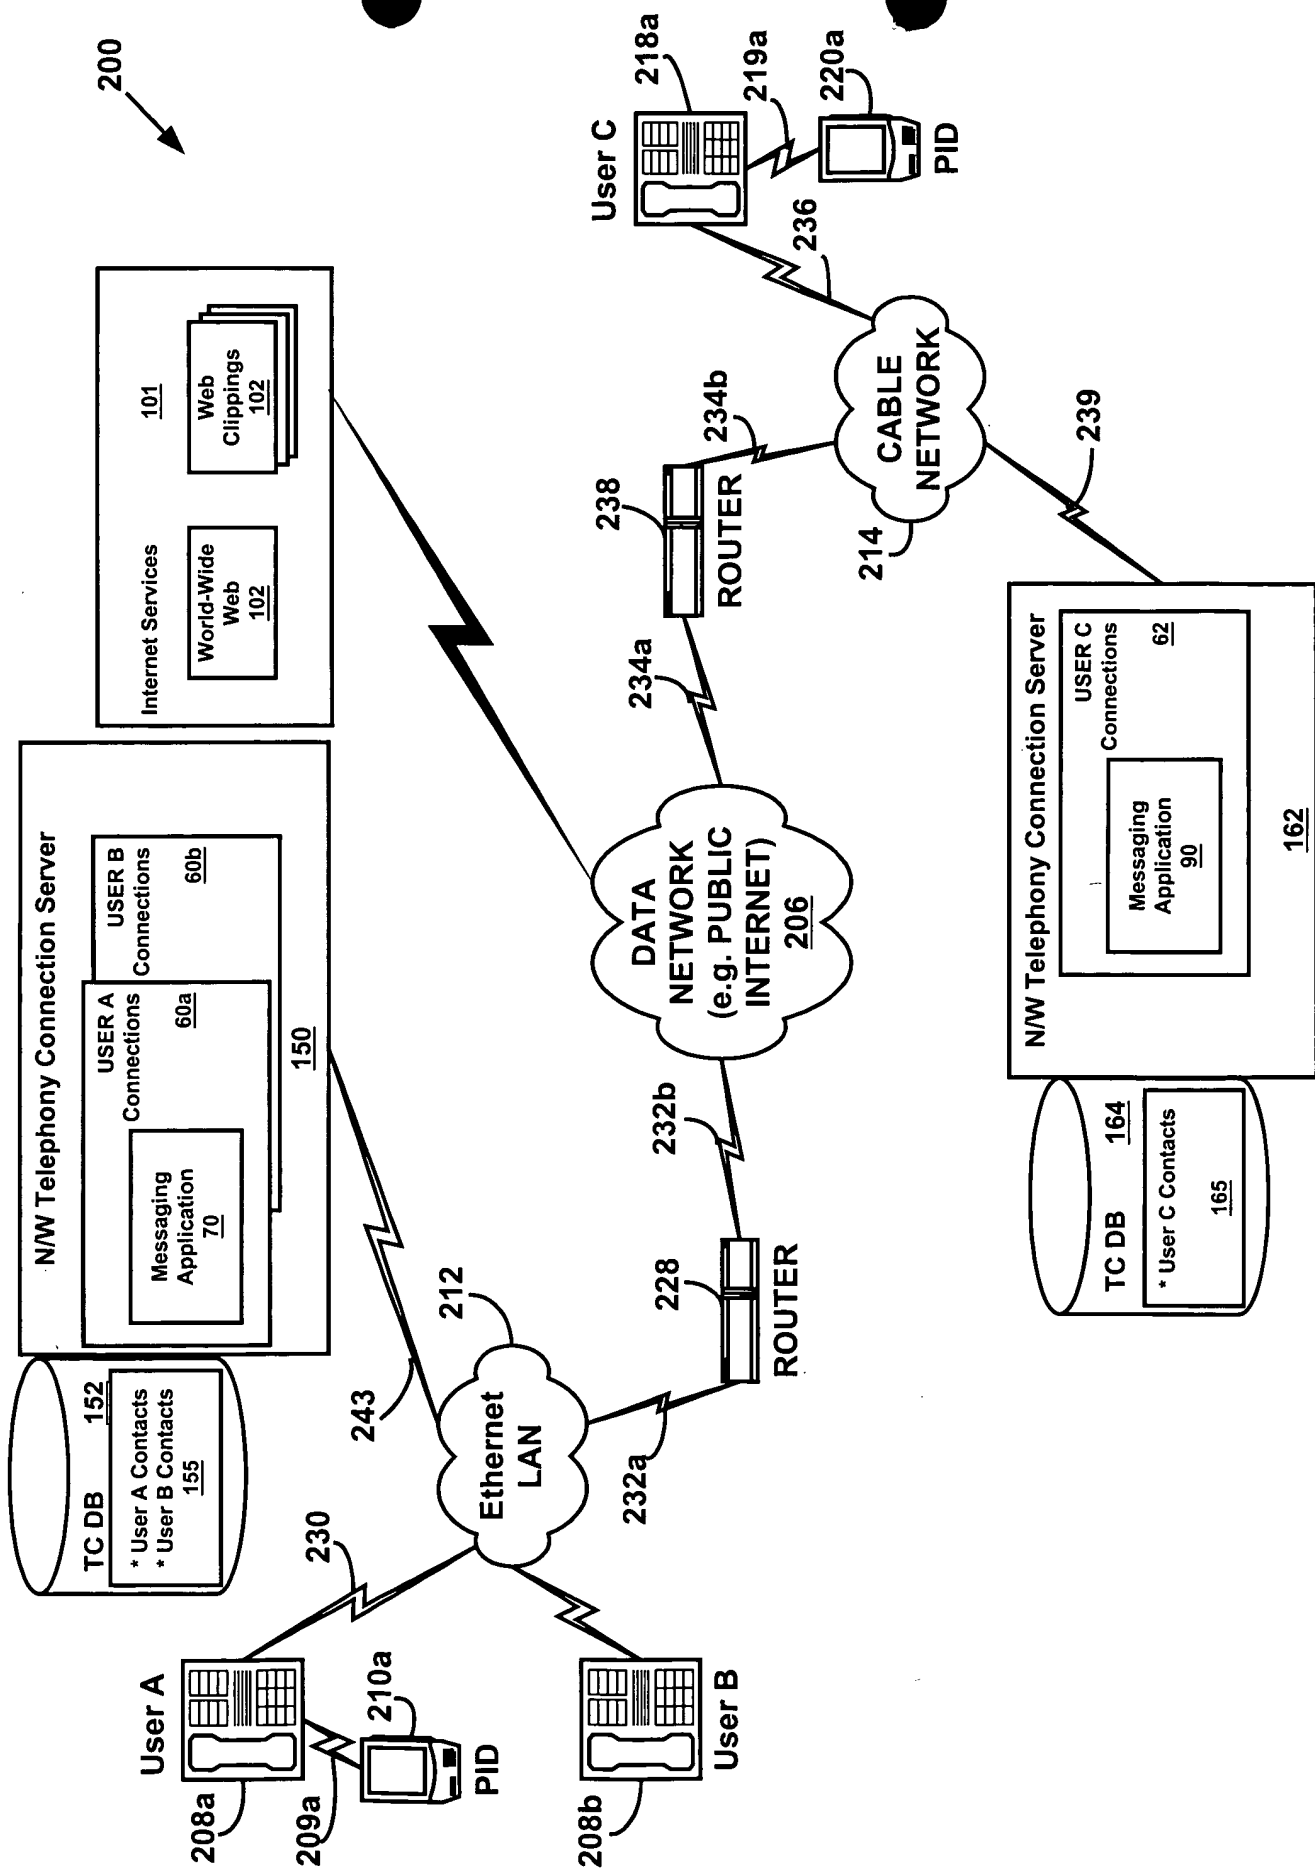 200
N/W Telephony Connection Server
USER A
Connections
60a
Messaging
Application
70
USER B
Connections
60b
150
TC DB
152
* User A Contacts
* User B Contacts
155
Internet Services
101
World-Wide
Web
102
Web
Clippings
102
User A
208a
209a
210a
PID
230
243
212
Ethernet
LAN
User B
208b
232a
228
ROUTER
232b
DATA
NETWORK
(e.g. PUBLIC
INTERNET)
206
234a
238
ROUTER
234b
CABLE
NETWORK
214
236
User C
218a
219a
220a
PID
239
N/W Telephony Connection Server
USER C
Connections
62
Messaging
Application
90
162
TC DB
164
* User C Contacts
165